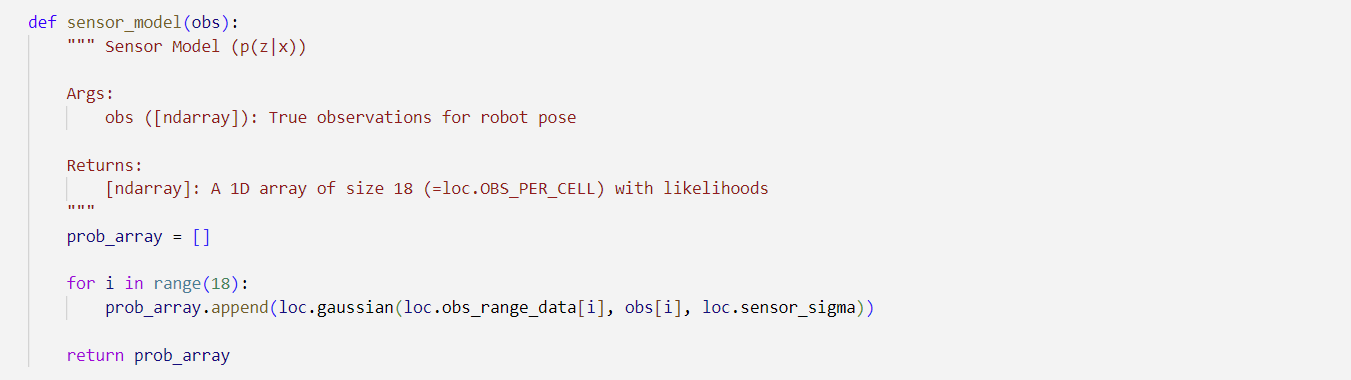 def sensor_model(obs):
    """ Sensor Model (p(z|x))
    Args:
        obs ([ndarray]): True observations for robot pose
    Returns:
        [ndarray]: A 1D array of size 18 (=loc.OBS_PER_CELL) with likelihoods
    """
    prob_array = []
    for i in range(18):
        prob_array.append(loc.gaussian(loc.obs_range_data[i], obs[i], loc.sensor_sigma))
    return prob_array